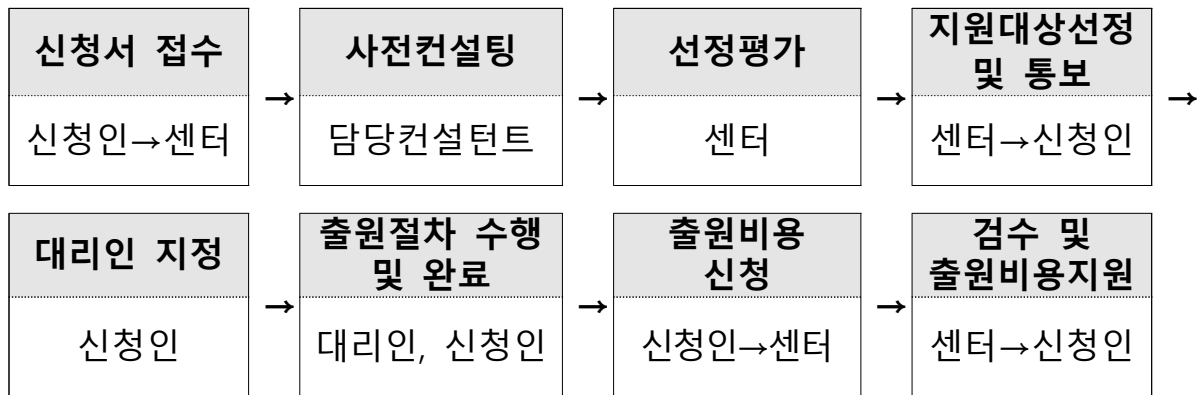 신청서 접수
신청인→센터
→
사전컨설팅
담당컨설턴트
→
선정평가
센터
→
지원대상선정
및 통보
센터→신청인
→
대리인 지정
신청인
→
출원절차 수행
및 완료
대리인, 신청인
→
출원비용
신청
신청인→센터
→
검수 및
출원비용지원
센터→신청인